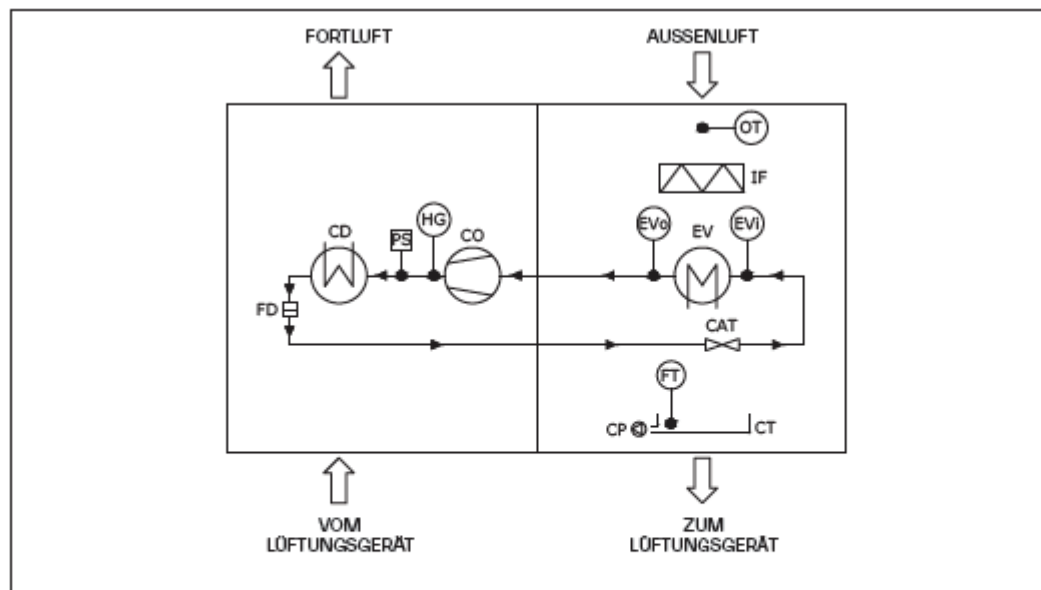 FORTLUFT
AUSSENLUFT
OT
IF
HG
EVo
EV
EVi
CD
PS
CO
FD
CAT
FT
CP
CT
VOM
LÜFTUNGSGERÄT
ZUM
LÜFTUNGSGERÄT